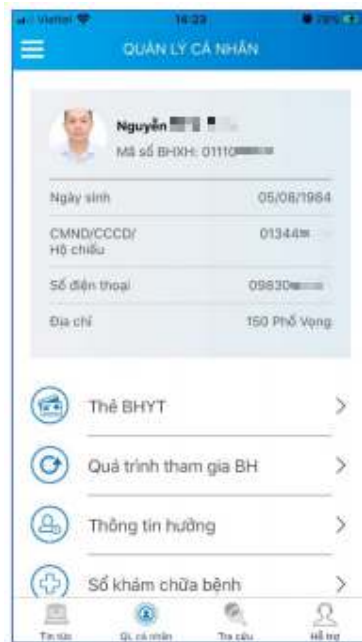 Viettel 16:23 78%
QUẢN LÝ CÁ NHÂN
Nguyễn
Mã số BHXH: 01110
Ngày sinh 05/08/1984
CMND/CCCD/ 01344
Hộ chiếu
Số điện thoại 09830
Địa chỉ 150 Phố Vọng
Thẻ BHYT
Quá trình tham gia BH
Thông tin hưởng
Sổ khám chữa bệnh
Tin tức QL cá nhân Tra cứu Hỗ trợ